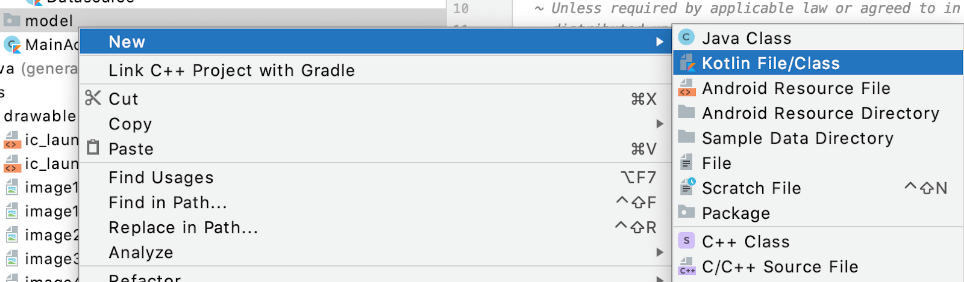 model
MainAc
va (genera
s
drawable
ic_laun
ic_laun
image1
image1
image2
image3
10
~ Unless required by applicable law or agreed to in
11
New
Link C++ Project with Gradle
Cut ⌘X
Copy
Paste ⌘V
Find Usages ⌥F7
Find in Path... ^⇧F
Replace in Path... ^⇧R
Analyze
Refactor
Java Class
Kotlin File/Class
Android Resource File
Android Resource Directory
Sample Data Directory
File
Scratch File ^⇧N
Package
C++ Class
C/C++ Source File